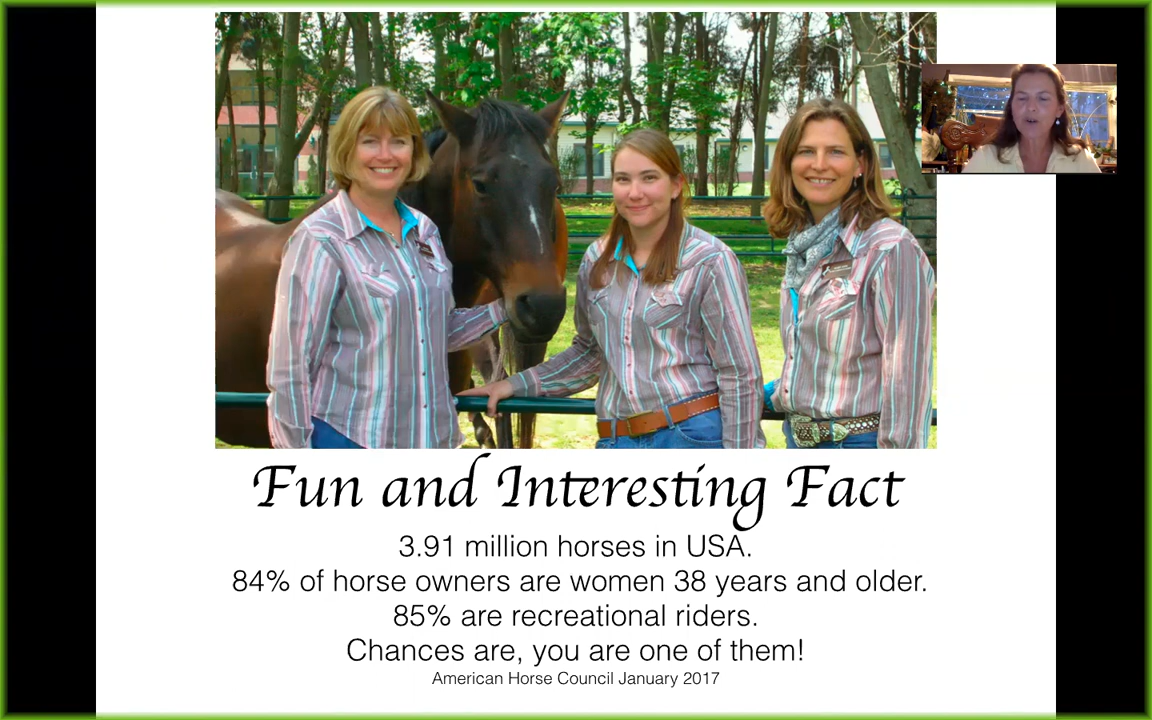 Fun and Interesting Fact
3.91 million horses in USA.
84% of horse owners are women 38 years and older.
85% are recreational riders.
Chances are, you are one of them!
American Horse Council January 2017